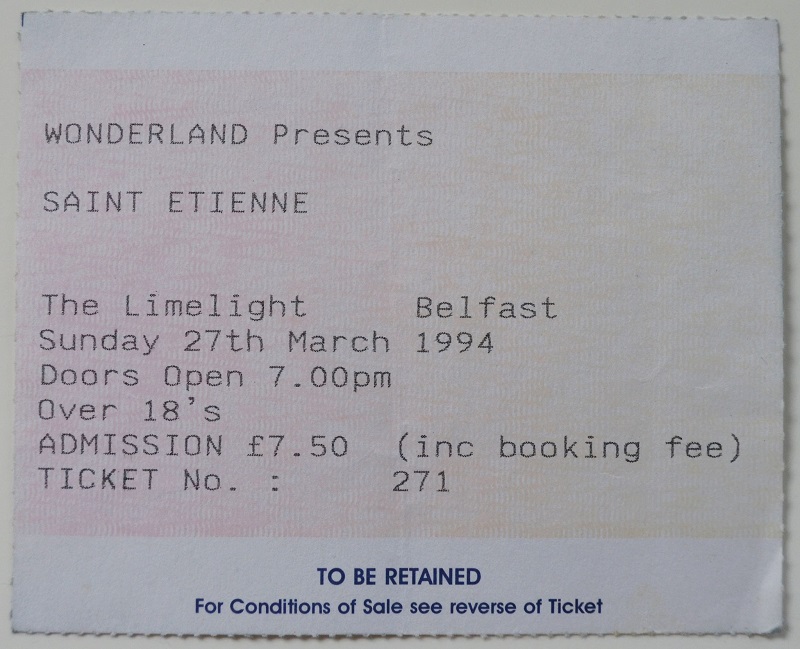 WONDERLAND Presents
SAINT ETIENNE
The Limelight Belfast
Sunday 27th March 1994
Doors Open 7.00pm
Over 18's
ADMISSION £7.50 (inc booking fee)
TICKET No. : 271
TO BE RETAINED
For Conditions of Sale see reverse of Ticket